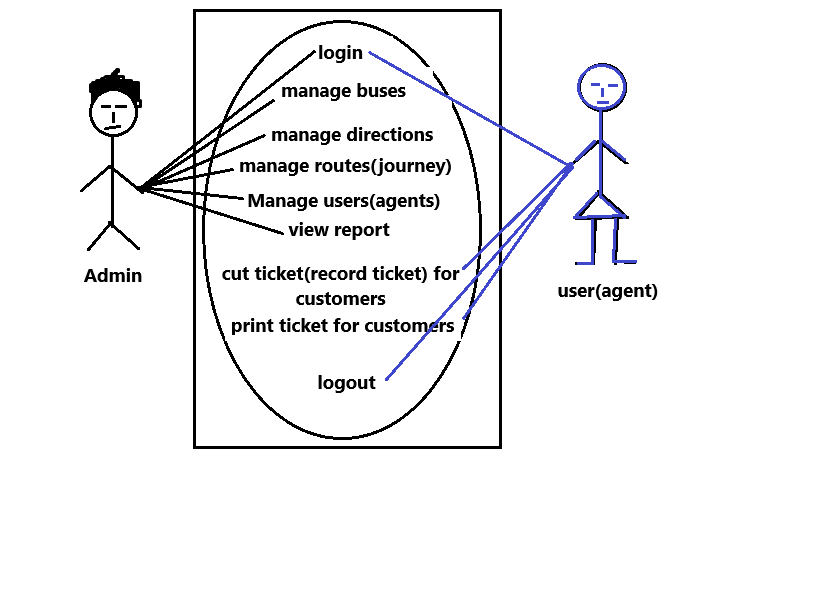 login
manage buses
manage directions
manage routes(journey)
Manage users(agents)
view report
Admin
cut ticket(record ticket) for
customers
user(agent)
print ticket for customers
logout